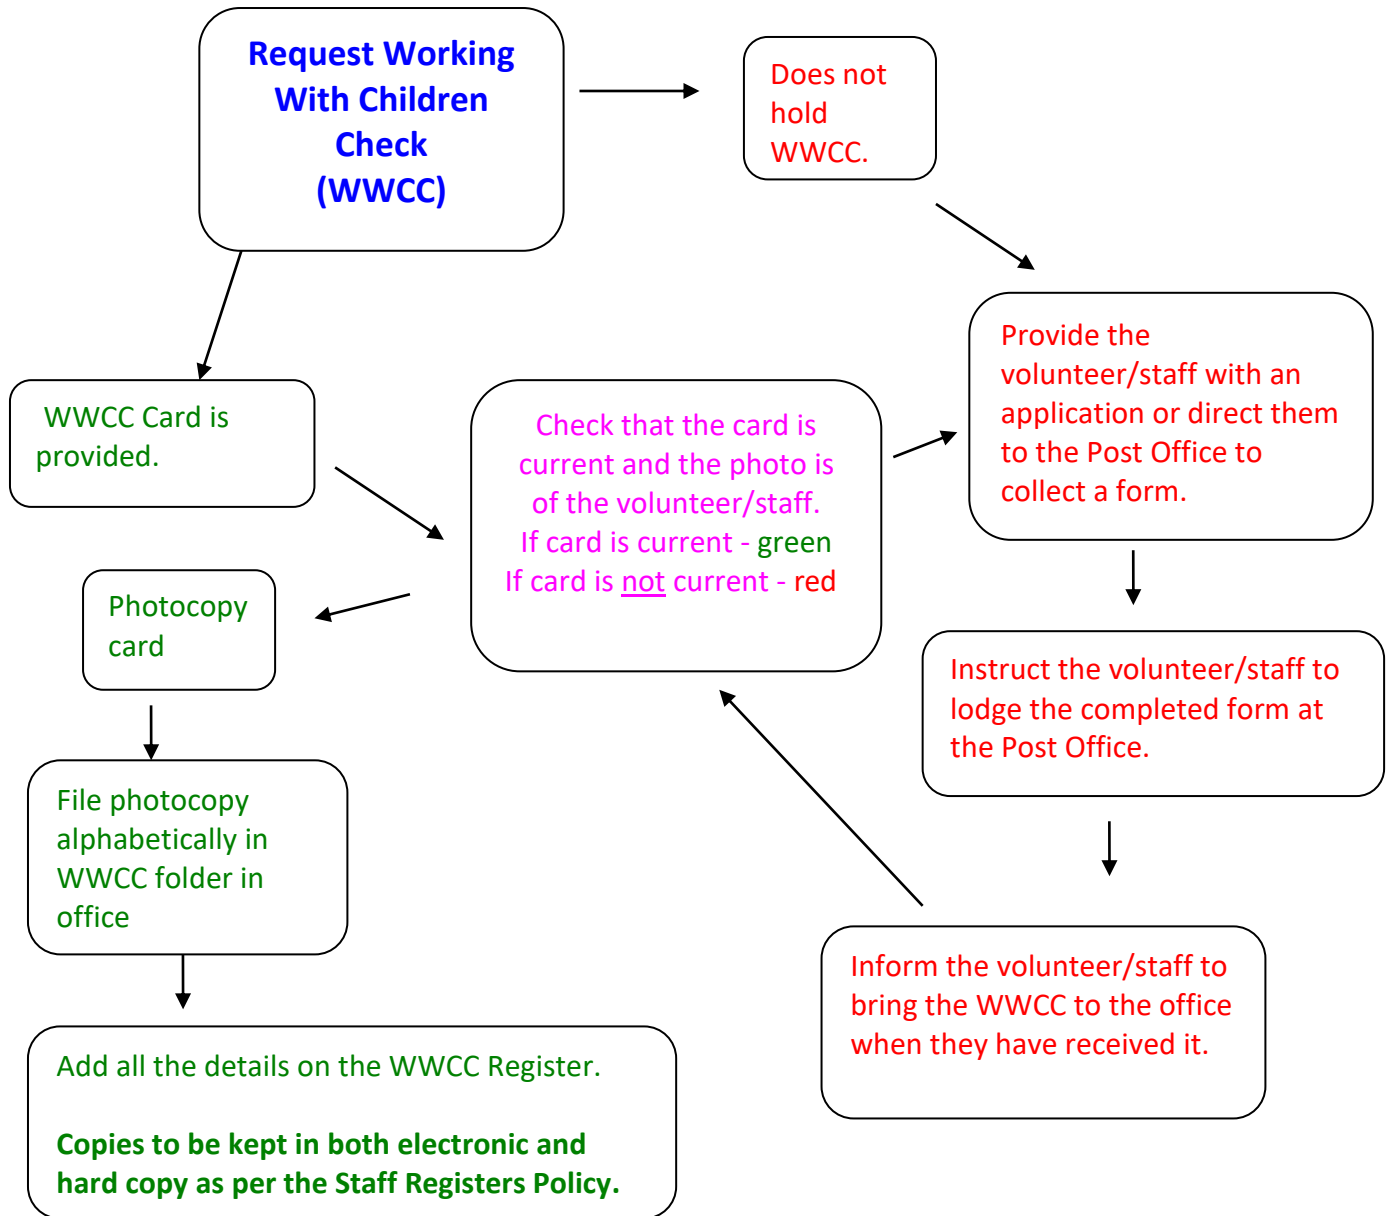 Request Working
With Children
Check
(WWCC)
Does not
hold
WWCC.
WWCC Card is
provided.
Check that the card is
current and the photo is
of the volunteer/staff.
If card is current - green
If card is not current - red
Provide the
volunteer/staff with an
application or direct them
to the Post Office to
collect a form.
Photocopy
card
Instruct the volunteer/staff to
lodge the completed form at
the Post Office.
File photocopy
alphabetically in
WWCC folder in
office
Inform the volunteer/staff to
bring the WWCC to the office
when they have received it.
Add all the details on the WWCC Register.
Copies to be kept in both electronic and
hard copy as per the Staff Registers Policy.